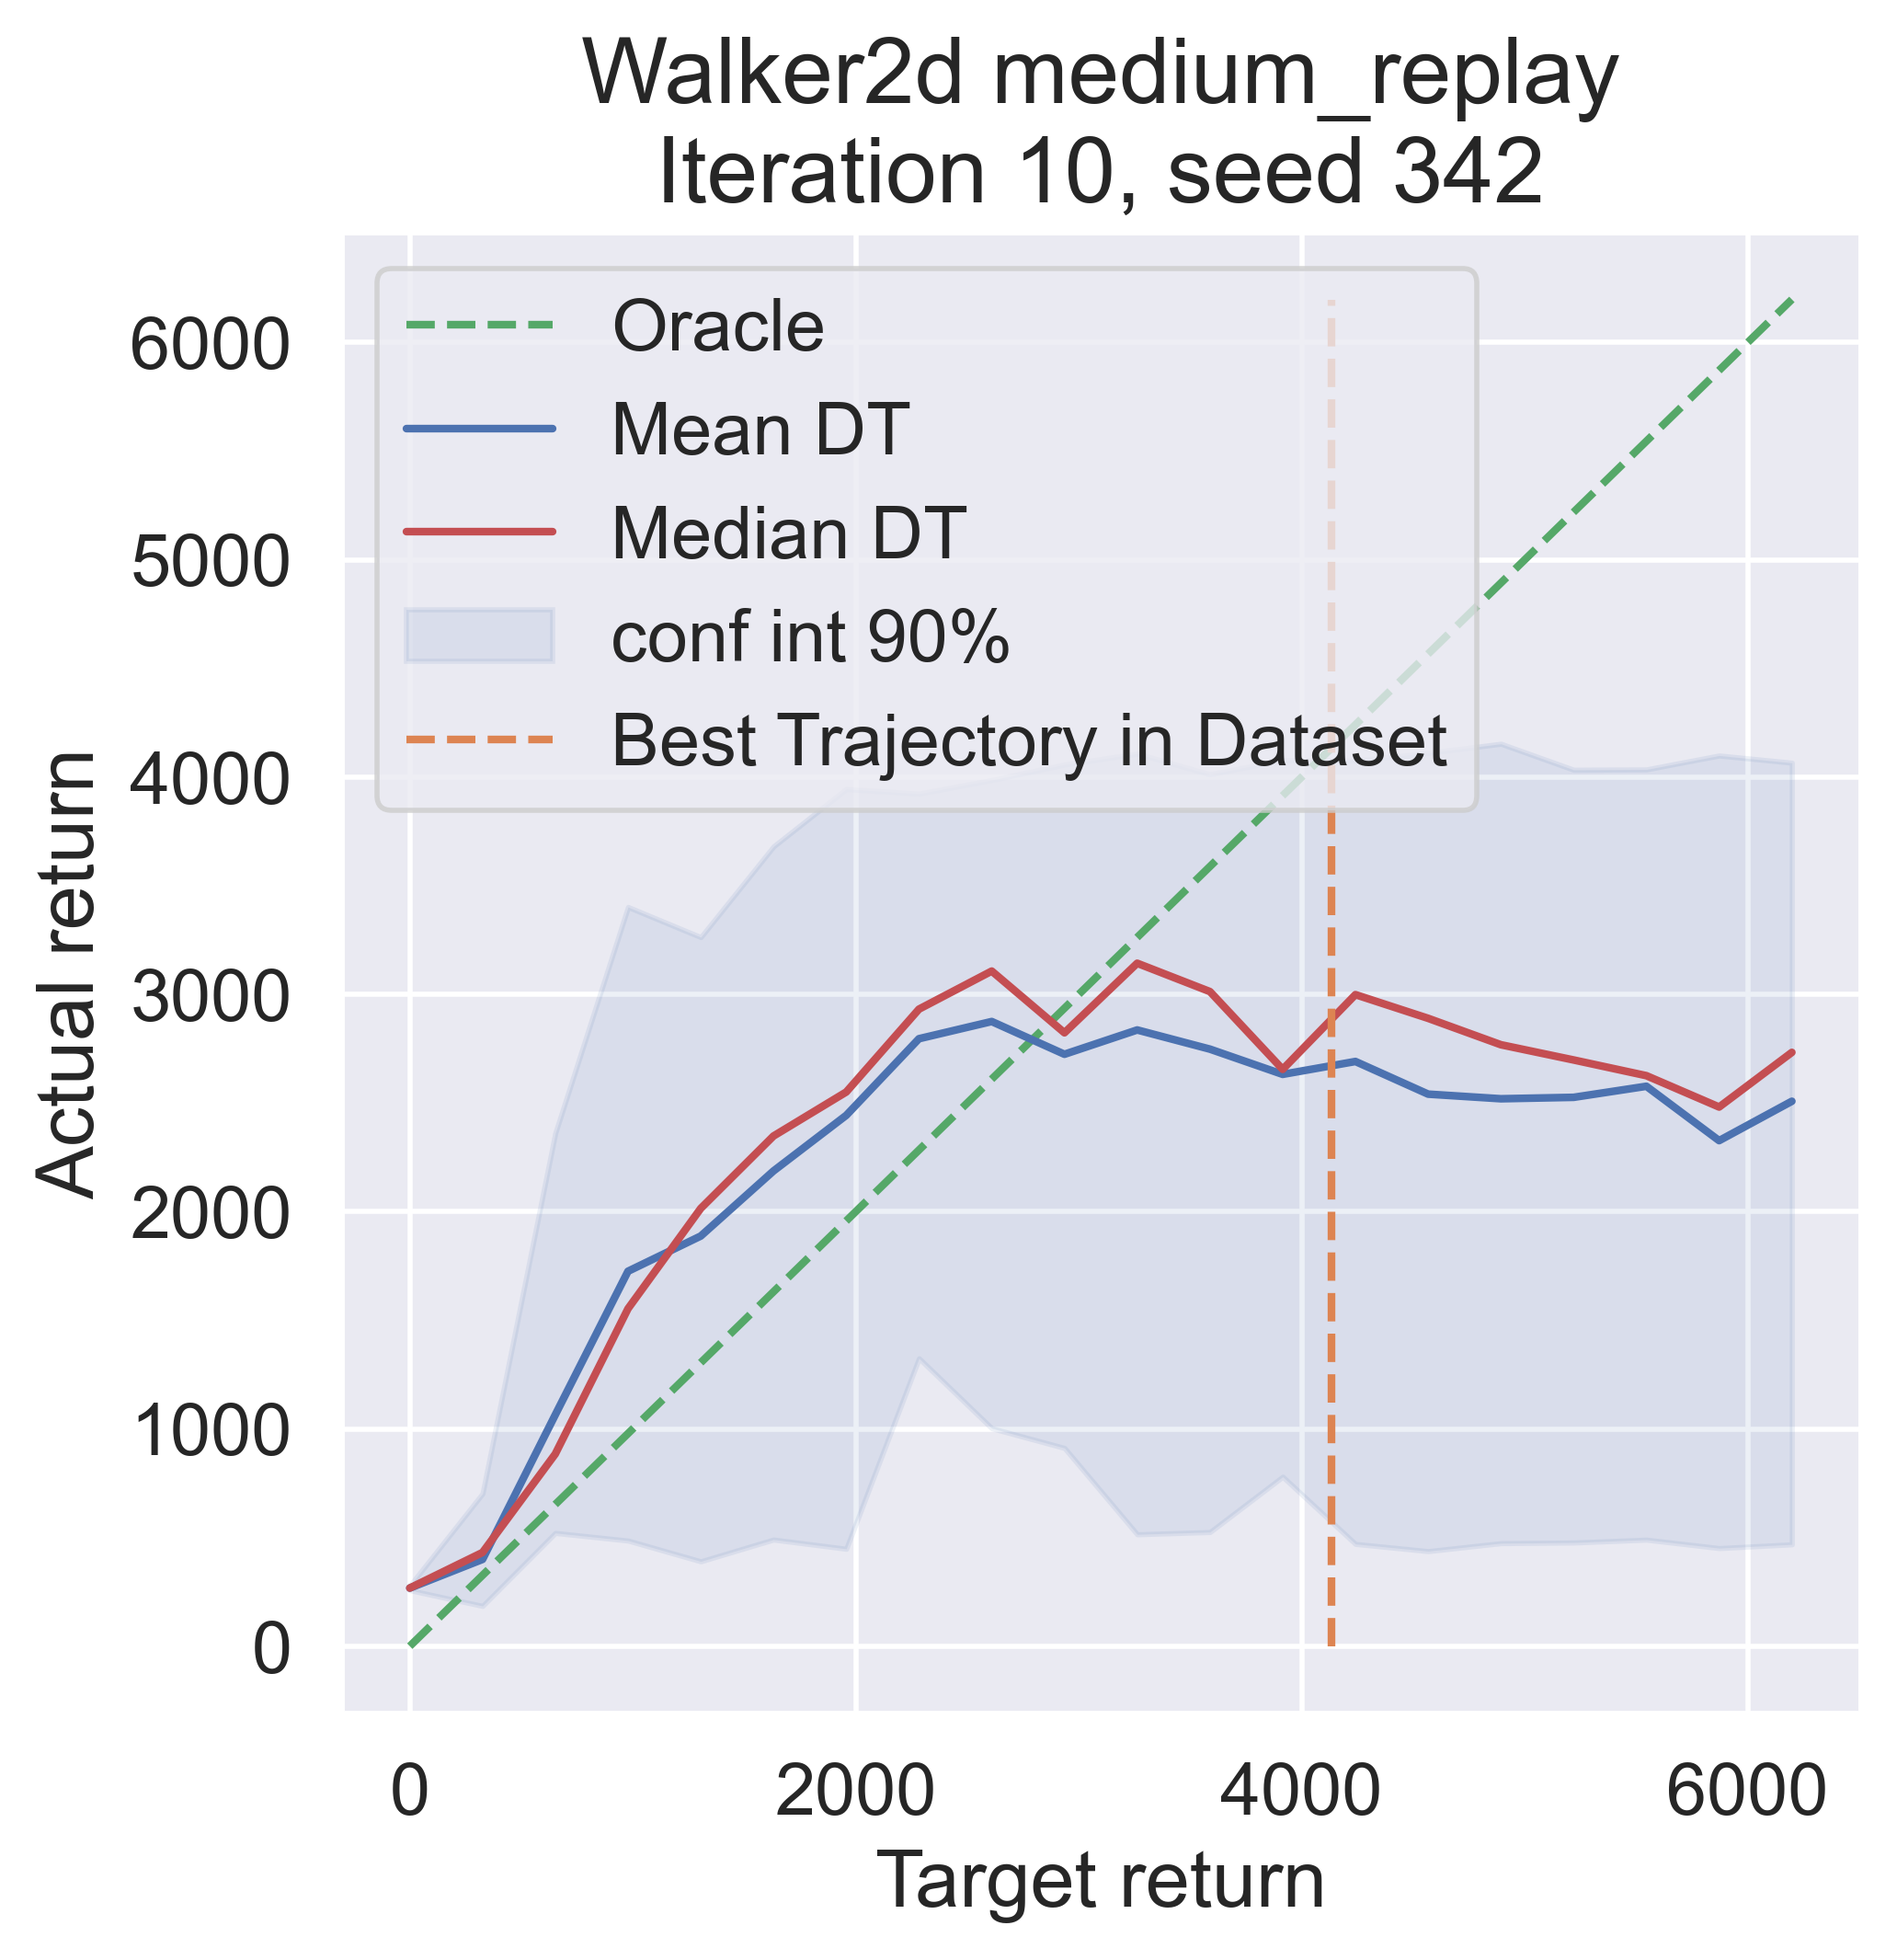 Walker2d medium_replay
Iteration 10, seed 342
Oracle
Mean DT
Median DT
conf int 90%
Best Trajectory in Dataset
6000
5000
4000
3000
2000
1000
0
Actual return
0 2000 4000 6000
Target return